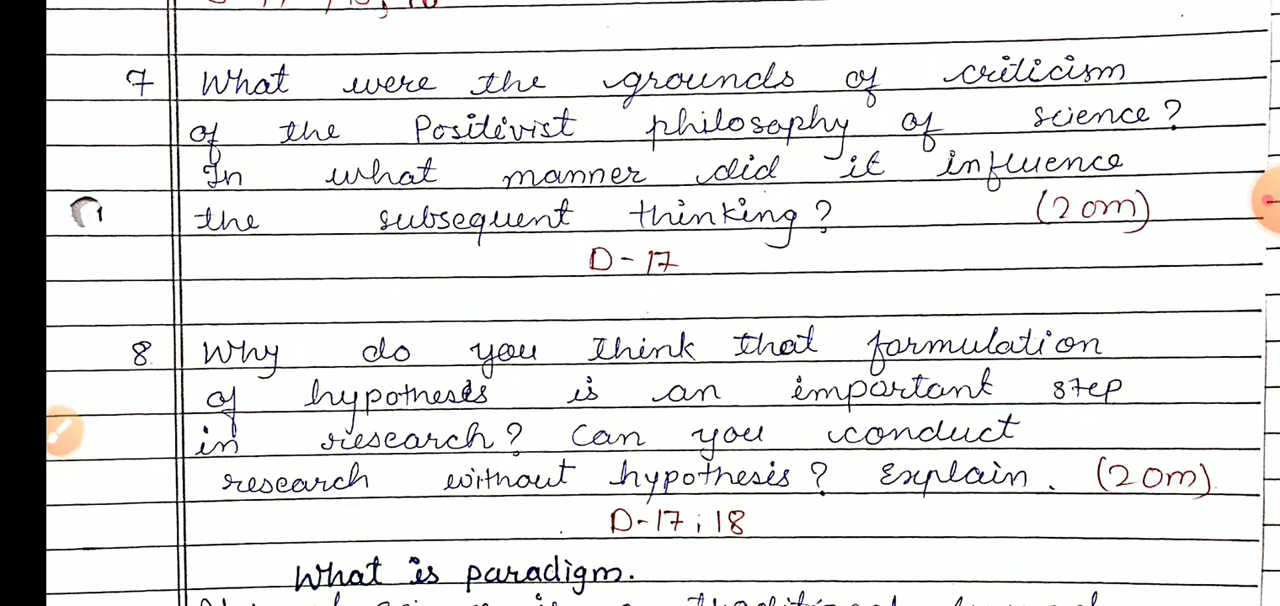 7 What were the grounds of criticism
of the Positivist philosophy of science?
In what manner did it influence
the subsequent thinking? (20m)
D-17
8. Why do you think that formulation
of hypothesis is an important step
in research? Can you conduct
research without hypothesis? Explain. (20m)
D-17; 18
What is paradigm.